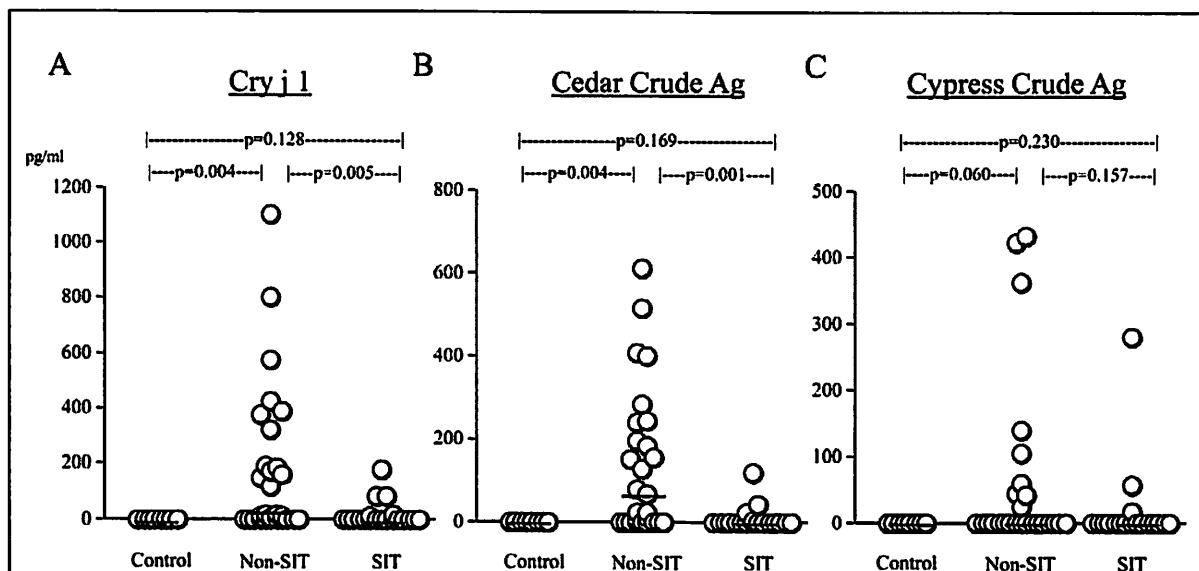 A
Cry j 1
|---------------------p=0.128--------------------|
pg/ml
|----p=0.004----| |----p=0.005----|
1200
1000
800
600
400
200
0
Control Non-SIT SIT
B
Cedar Crude Ag
|---------------------p=0.169--------------------|
|----p=0.004----| |----p=0.001----|
800
600
400
200
0
Control Non-SIT SIT
C
Cypress Crude Ag
|---------------------p=0.230--------------------|
|----p=0.060----| |----p=0.157----|
500
400
300
200
100
0
Control Non-SIT SIT